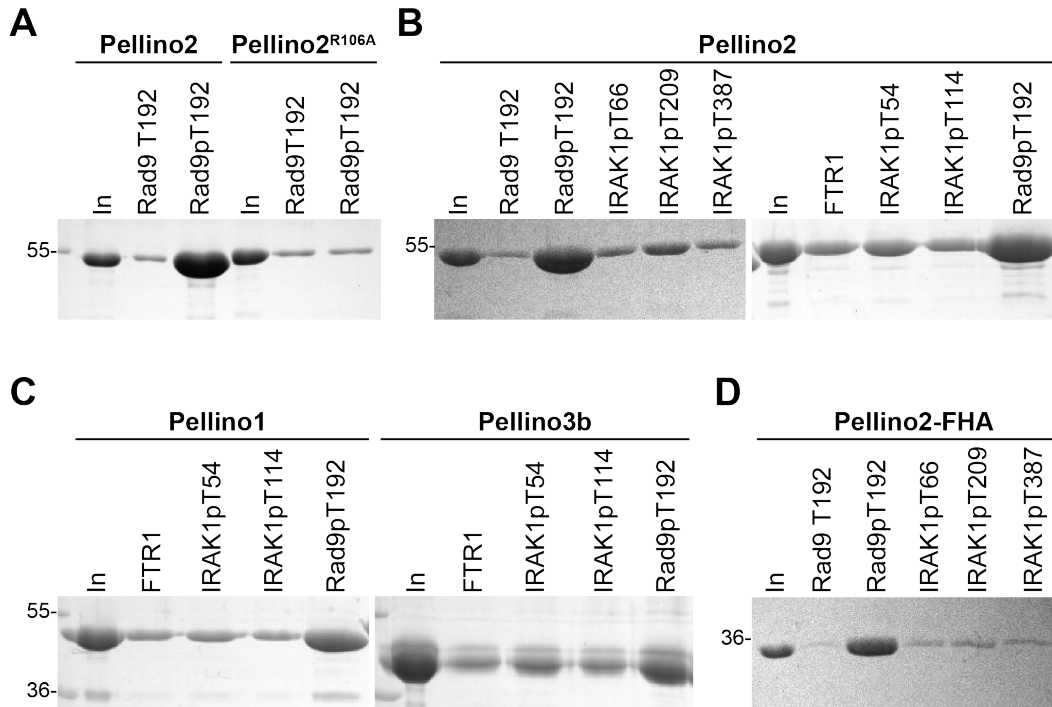 A
Pellino2 Pellino2R106A
In Rad9 T192 Rad9pT192 In Rad9T192 Rad9pT192
55-
B
Pellino2
In Rad9 T192 Rad9pT192 IRAK1pT66 IRAK1pT209 IRAK1pT387 In FTR1 IRAK1pT54 IRAK1pT114 Rad9pT192
55-
C
Pellino1 Pellino3b
In FTR1 IRAK1pT54 IRAK1pT114 Rad9pT192 In FTR1 IRAK1pT54 IRAK1pT114 Rad9pT192
55-
36-
D
Pellino2-FHA
In Rad9 T192 Rad9pT192 IRAK1pT66 IRAK1pT209 IRAK1pT387
36-